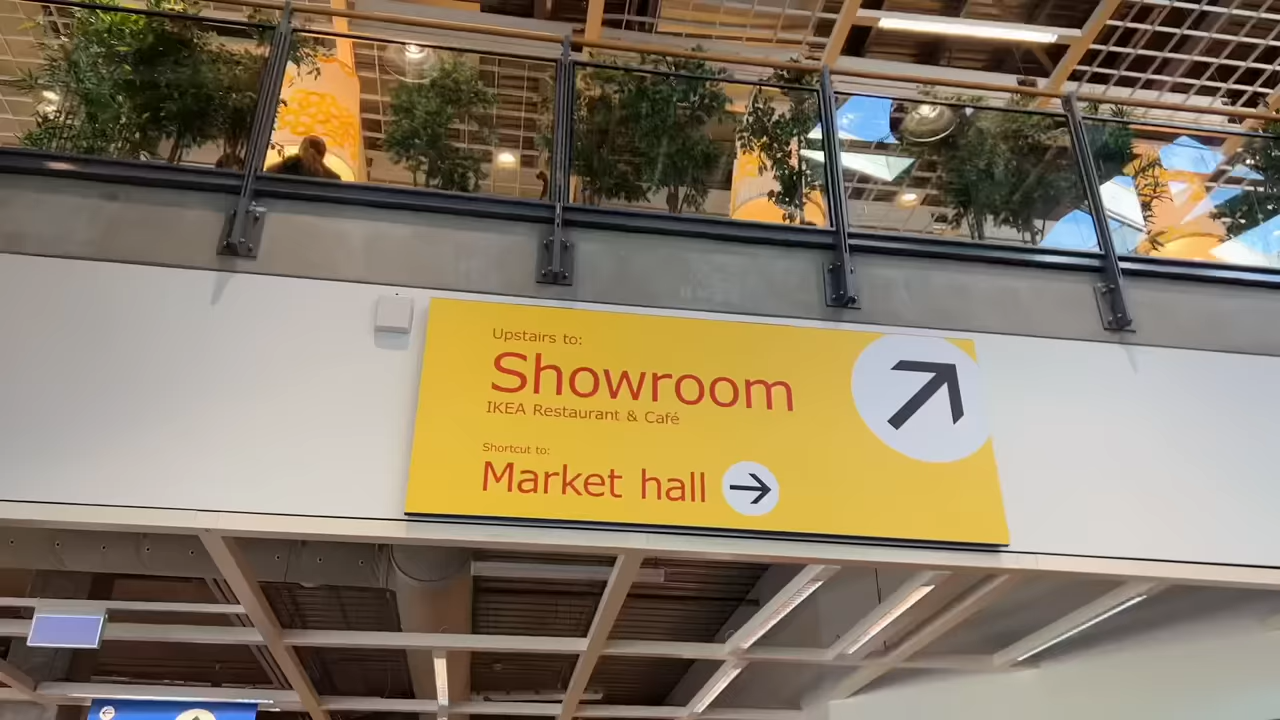 Upstairs to:
Showroom
IKEA Restaurant & Café
Shortcut to:
Market hall